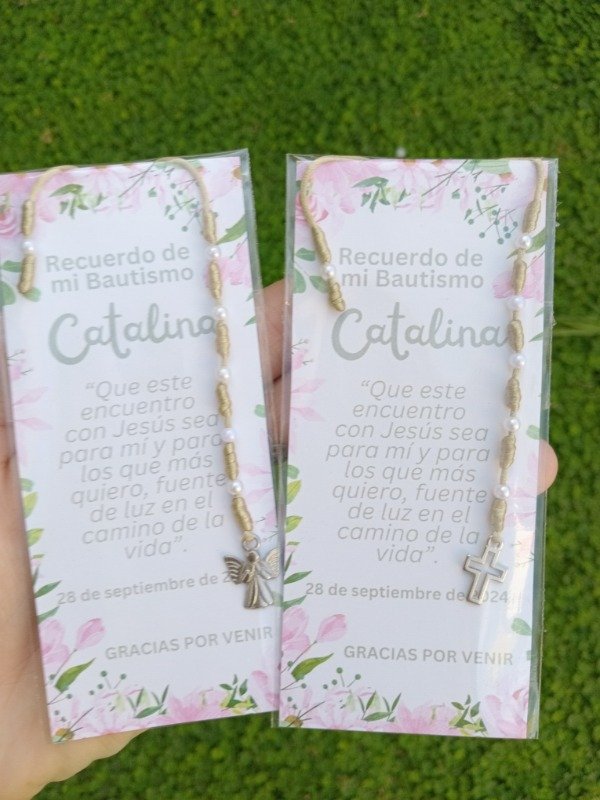 Recuerdo de
mi Bautismo
Catalina
“Que este
encuentro
con Jesús sea
para mí y para
los que más
quiero, fuente
de luz en el
camino de la
vida”.
28 de septiembre de 2
GRACIAS POR VENIR
Recuerdo de
mi Bautismo
Catalina
“Que este
encuentro
con Jesús sea
para mí y para
los que más
quiero, fuente
de luz en el
camino de la
vida”.
28 de septiembre de 2024
GRACIAS POR VENIR